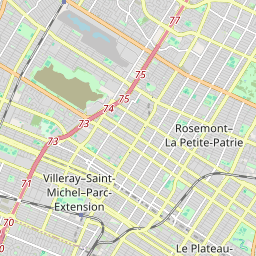 77
75
75
74
73
73
71
70
70
Rosemont–
La Petite-Patrie
Villeray–Saint-
Michel–Parc-
Extension
Le Plateau-